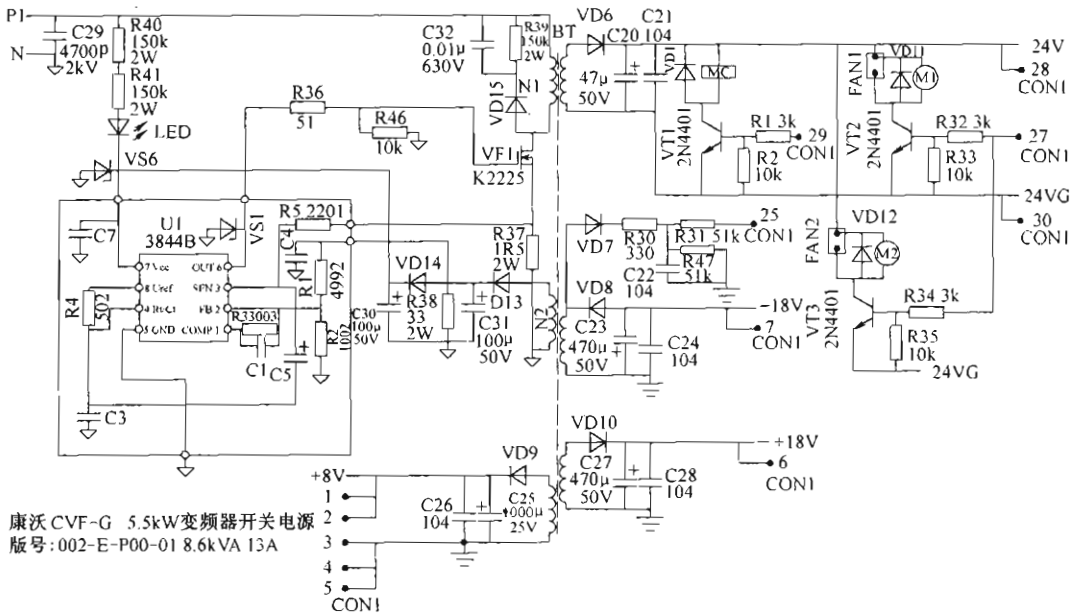 P1
N
C29
4700p
2kV
R40
150k
2W
R41
150k
2W
LED
VS6
C32
0.01µ
630V
R39
150k
2W
VD15
N1
BT
R36
51
R46
10k
VF1
K2225
VD6
C20
47µ
50V
C21
104
VD1
MC
VT1
2N4401
R1 3k
29
CON1
R2
10k
FAN1
VD11
M1
VT2
2N4401
R32 3k
R33
10k
24V
28
CON1
27
CON1
24VG
30
CON1
C7
U1
3844B
VS1
7 Vcc
OUT 6
8 Uref
SEN 3
4 Rt/Ct
FB 2
5 GND
COMP 1
R4
502
R33003
C1
C5
C3
R5 2201
C4
R1
4992
R2
1002
VD14
C30
100µ
50V
R38
33
2W
C31
100µ
50V
D13
R37
1R5
2W
N2
VD7
R30
330
R31 51k
25
CON1
R47
51k
C22
104
VD8
C23
470µ
50V
C24
104
-18V
7
CON1
FAN2
VD12
M2
VT3
2N4401
R34 3k
R35
10k
24VG
VD10
C27
470µ
50V
C28
104
+18V
6
CON1
VD9
+8V
1
2
3
4
5
CON1
C26
104
C25
1000µ
25V
康沃 CVF-G 5.5kW变频器开关电源
版号:002-E-P00-01 8.6kVA 13A